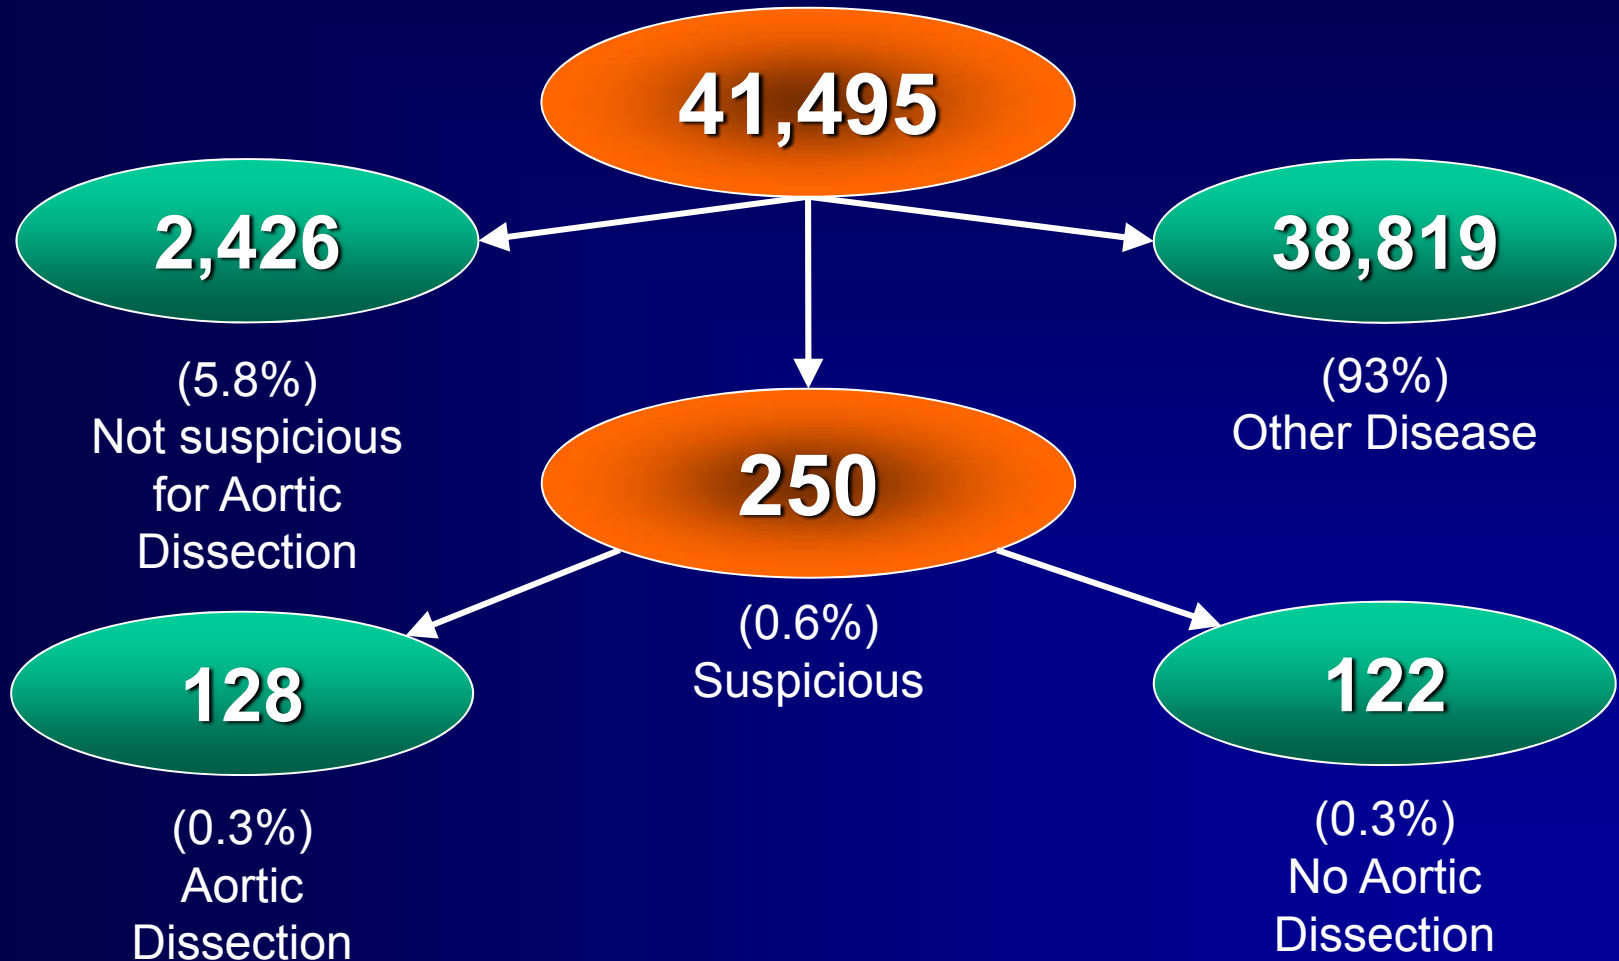 41,495
2,426
38,819
(5.8%)
Not suspicious
for Aortic
Dissection
(93%)
Other Disease
250
(0.6%)
Suspicious
128
122
(0.3%)
Aortic
Dissection
(0.3%)
No Aortic
Dissection